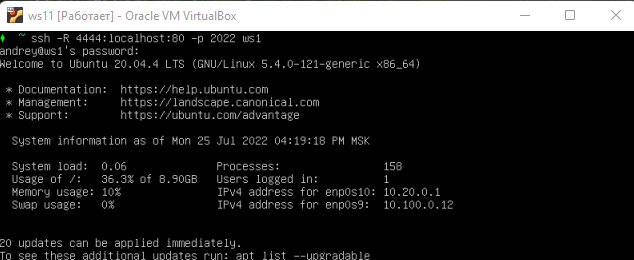 ws11 [Работает] - Oracle VM VirtualBox
~ ssh -R 4444:localhost:80 -p 2022 ws1
andrey@ws1's password:
Welcome to Ubuntu 20.04.4 LTS (GNU/Linux 5.4.0-121-generic x86_64)
* Documentation: https://help.ubuntu.com
* Management: https://landscape.canonical.com
* Support: https://ubuntu.com/advantage
System information as of Mon 25 Jul 2022 04:19:18 PM MSK
System load: 0.06 Processes: 158
Usage of /: 36.3% of 8.90GB Users logged in: 1
Memory usage: 10% IPv4 address for enp0s10: 10.20.0.1
Swap usage: 0% IPv4 address for enp0s9: 10.100.0.12
20 updates can be applied immediately.
To see these additional updates run: apt list --upgradable